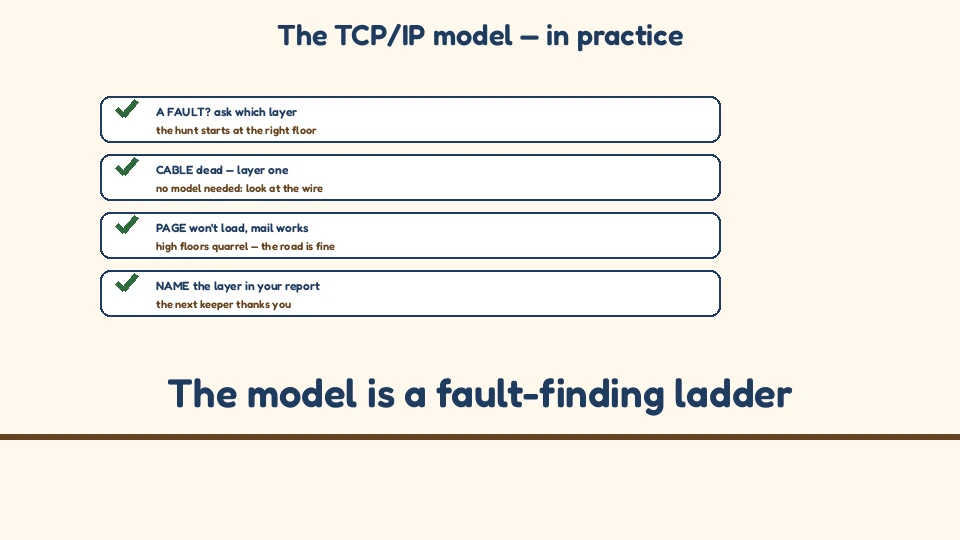 The TCP/IP model — in practice
A FAULT? ask which layer
the hunt starts at the right floor
CABLE dead — layer one
no model needed: look at the wire
PAGE won't load, mail works
high floors quarrel — the road is fine
NAME the layer in your report
the next keeper thanks you
The model is a fault-finding ladder